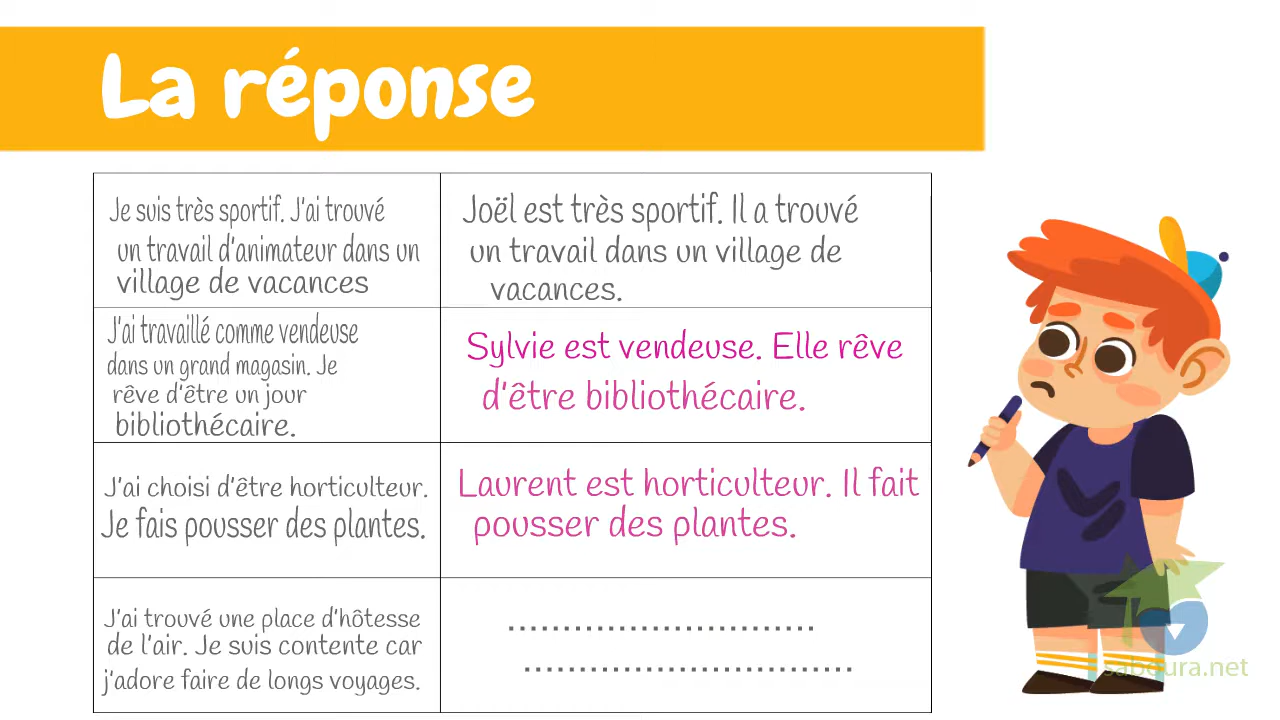 La réponse
Je suis très sportif. J'ai trouvé
un travail d'animateur dans un
village de vacances
Joël est très sportif. Il a trouvé
un travail dans un village de
vacances.
J'ai travaillé comme vendeuse
dans un grand magasin. Je
rêve d'être un jour
bibliothécaire.
Sylvie est vendeuse. Elle rêve
d'être bibliothécaire.
J'ai choisi d'être horticulteur.
Je fais pousser des plantes.
Laurent est horticulteur. Il fait
pousser des plantes.
J'ai trouvé une place d'hôtesse
de l'air. Je suis contente car
j'adore faire de longs voyages.
............................
..............................
saboura.net